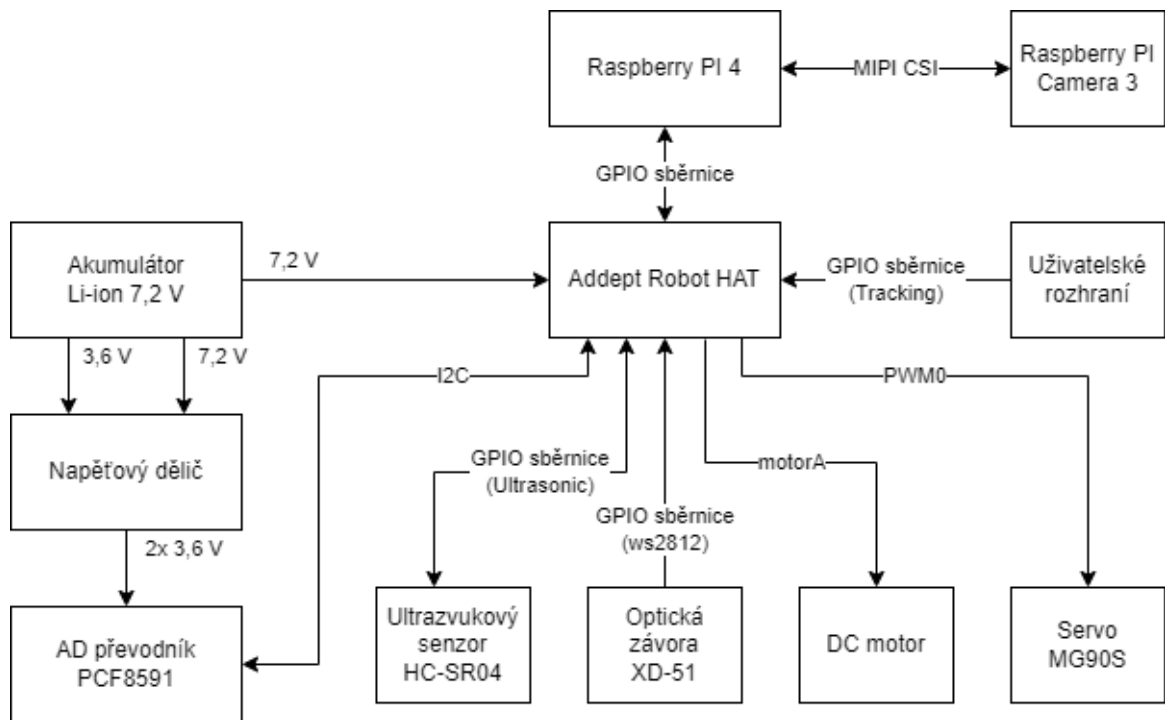 Raspberry PI 4
MIPI CSI
Raspberry PI
Camera 3
GPIO sběrnice
Akumulátor
Li-ion 7,2 V
7,2 V
Addept Robot HAT
GPIO sběrnice
(Tracking)
Uživatelské
rozhraní
3,6 V
7,2 V
I2C
PWM0
Napěťový dělič
GPIO sběrnice
(Ultrasonic)
motorA
GPIO sběrnice
(ws2812)
2x 3,6 V
AD převodník
PCF8591
Ultrazvukový
senzor
HC-SR04
Optická
závora
XD-51
DC motor
Servo
MG90S